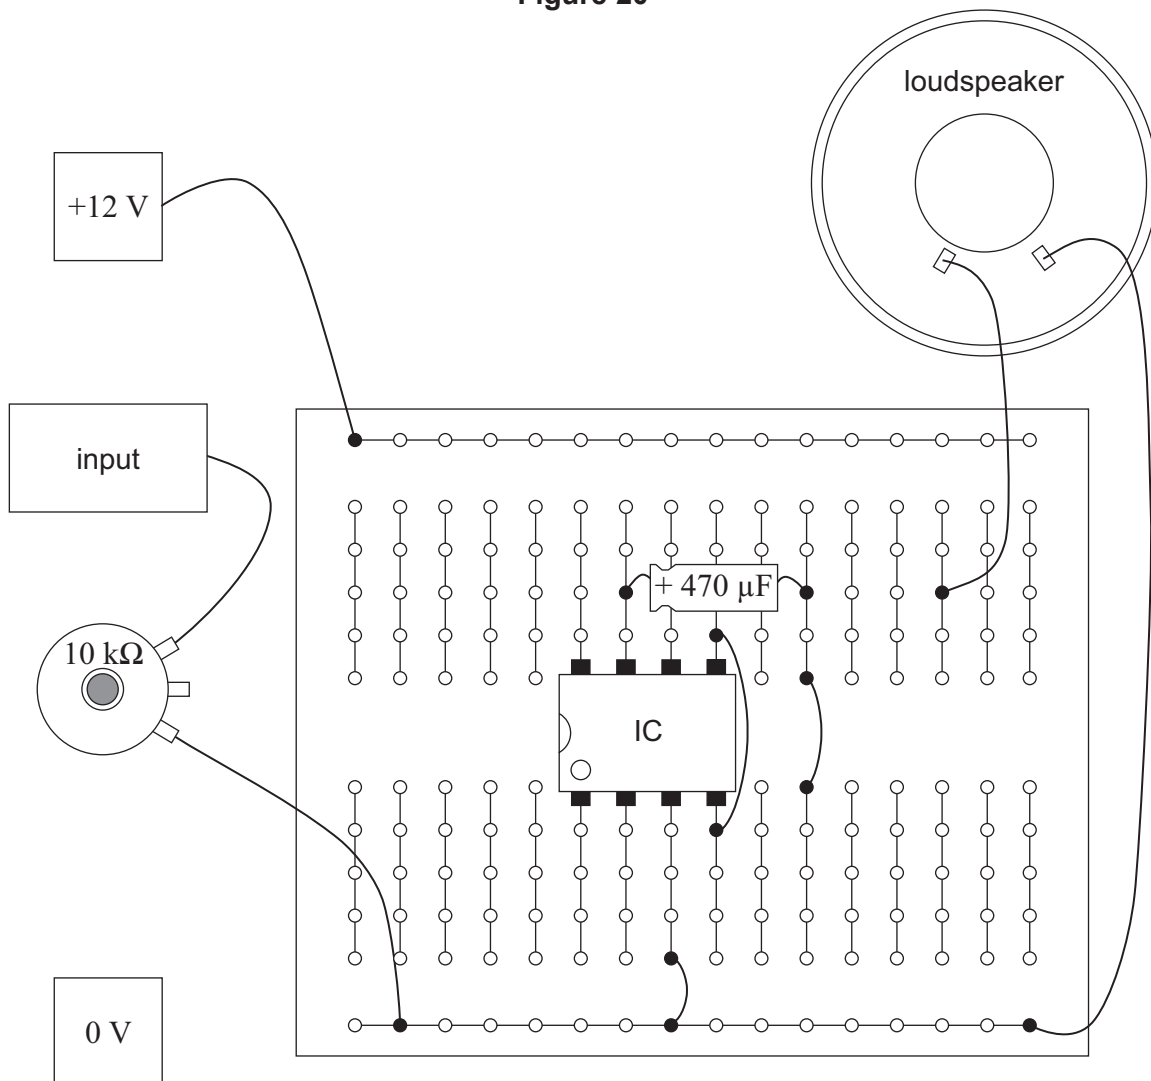 Figure 20
loudspeaker
+12 V
input
+ 470 µF
10 kΩ
IC
0 V